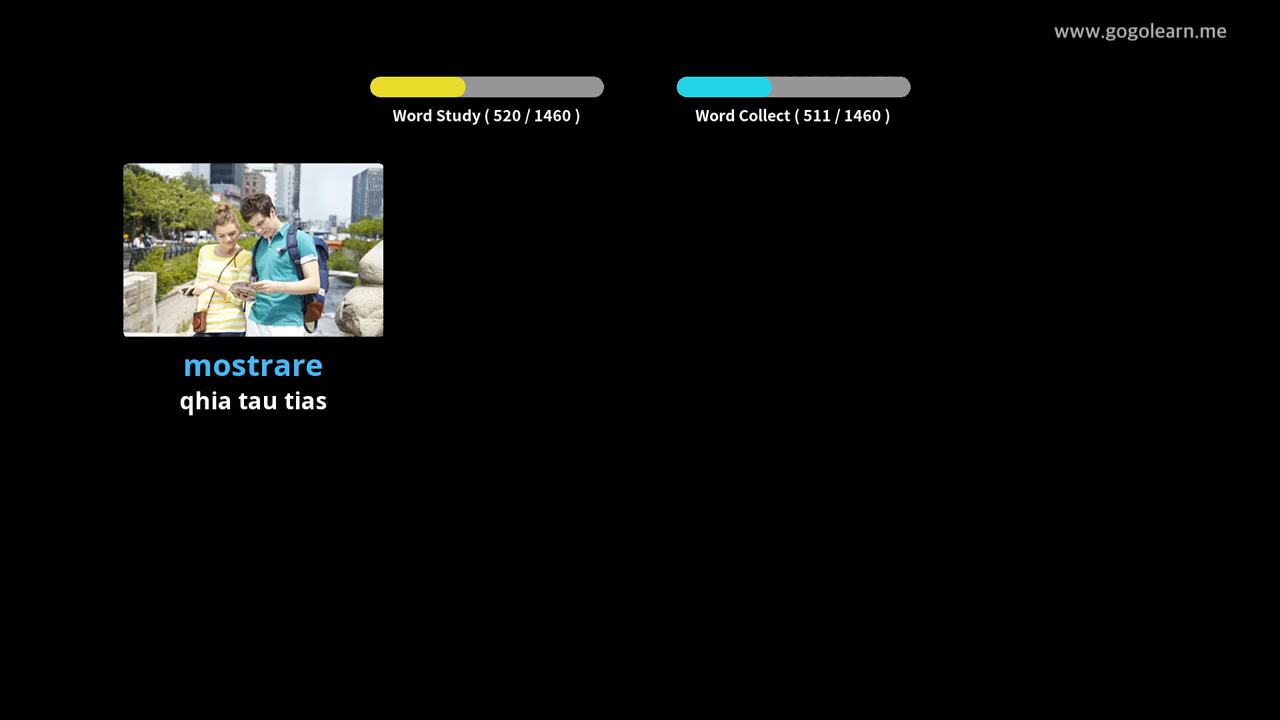 www.gogolearn.me
Word Study ( 520 / 1460 )
Word Collect ( 511 / 1460 )
mostrare
qhia tau tias